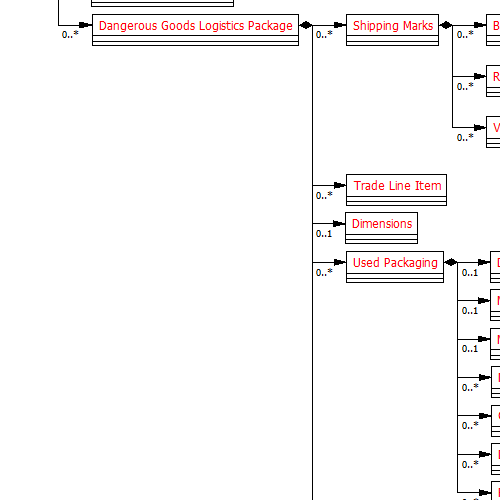 Dangerous Goods Logistics Package
0..*
Shipping Marks
0..*
0..*
B
R
0..*
V
0..*
Trade Line Item
0..*
Dimensions
0..1
Used Packaging
0..*
0..1
0..1
0..1
0..*
0..*
0..*